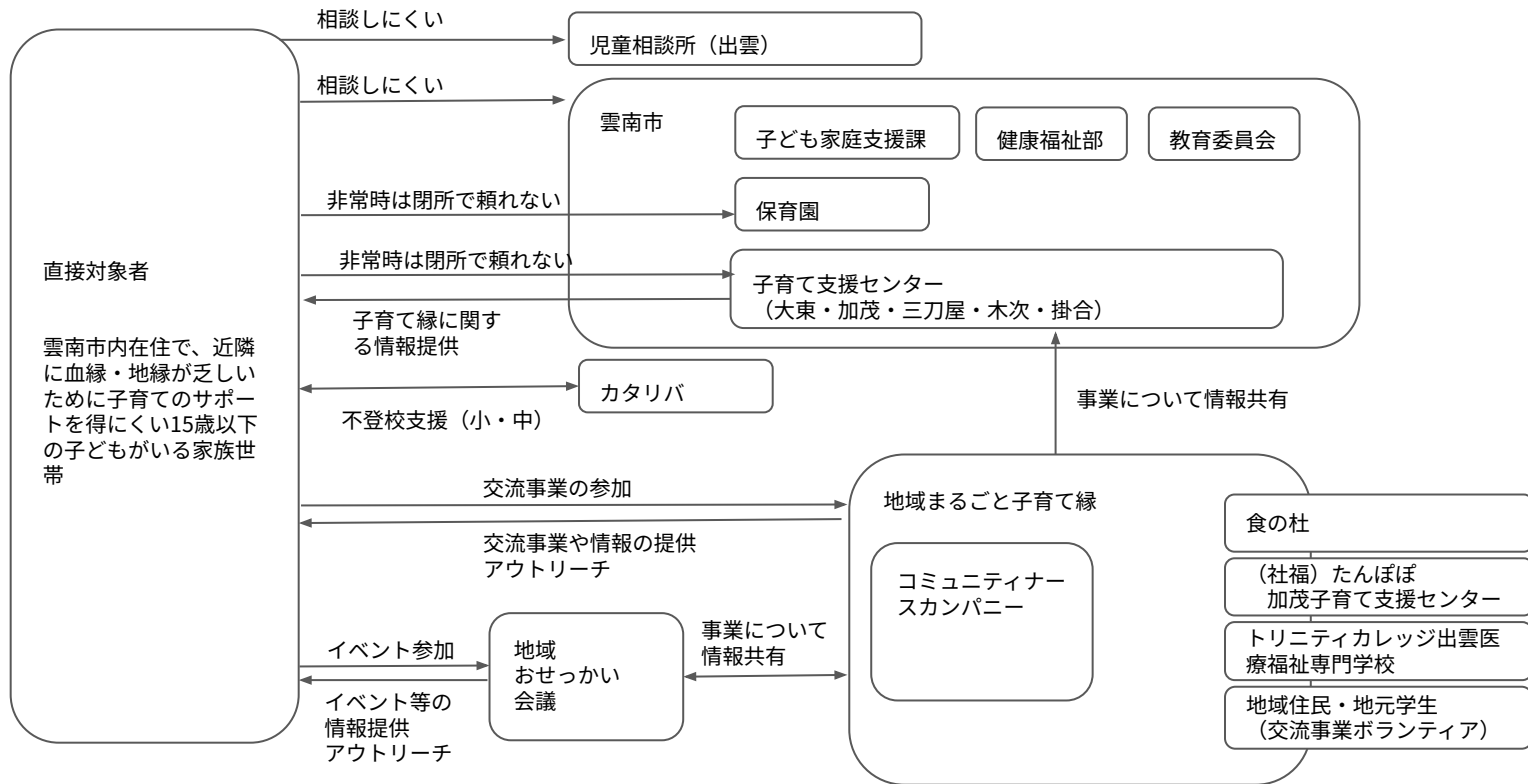 相談しにくい
児童相談所（出雲）
相談しにくい
雲南市
子ども家庭支援課
健康福祉部
教育委員会
非常時は閉所で頼れない
保育園
直接対象者
雲南市内在住で、近隣
に血縁・地縁が乏しい
ために子育てのサポー
トを得にくい15歳以下
の子どもがいる家族世
帯
非常時は閉所で頼れない
子育て支援センター
（大東・加茂・三刀屋・木次・掛合）
子育て縁に関す
る情報提供
カタリバ
不登校支援（小・中）
事業について情報共有
交流事業の参加
交流事業や情報の提供
アウトリーチ
地域まるごと子育て縁
コミュニティナー
スカンパニー
食の杜
（社福）たんぽぽ
加茂子育て支援センター
トリニティカレッジ出雲医
療福祉専門学校
地域住民・地元学生
（交流事業ボランティア）
イベント参加
イベント等の
情報提供
アウトリーチ
地域
おせっかい
会議
事業について
情報共有